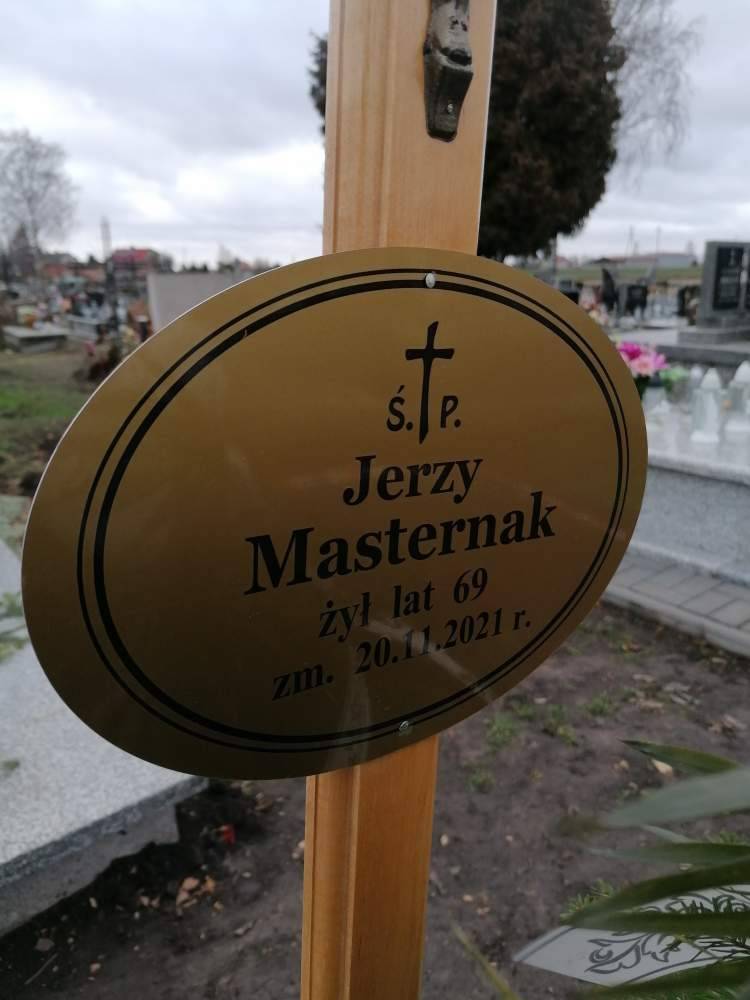 Ś. P.
Jerzy
Masternak
żył lat 69
zm. 20.11.2021 r.